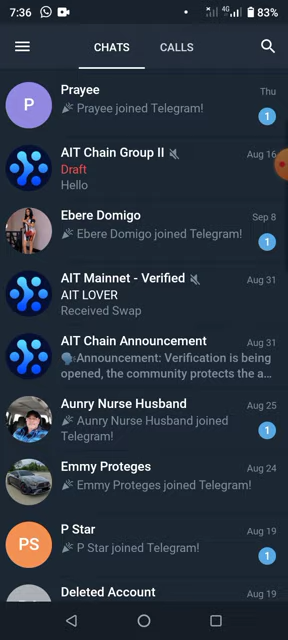 7:36
4G
83%
CHATS
CALLS
P
Prayee
Thu
Prayee joined Telegram!
1
AIT Chain Group II
Aug 16
Draft
Hello
Ebere Domigo
Sep 8
Ebere Domigo joined Telegram!
1
AIT Mainnet - Verified
Aug 31
AIT LOVER
Received Swap
AIT Chain Announcement
Aug 31
Announcement: Verification is being
opened, the community protects the a...
Aunry Nurse Husband
Aug 25
Aunry Nurse Husband joined
Telegram!
1
Emmy Proteges
Aug 24
Emmy Proteges joined Telegram!
PS
P Star
Aug 19
P Star joined Telegram!
1
Deleted Account
Aug 19